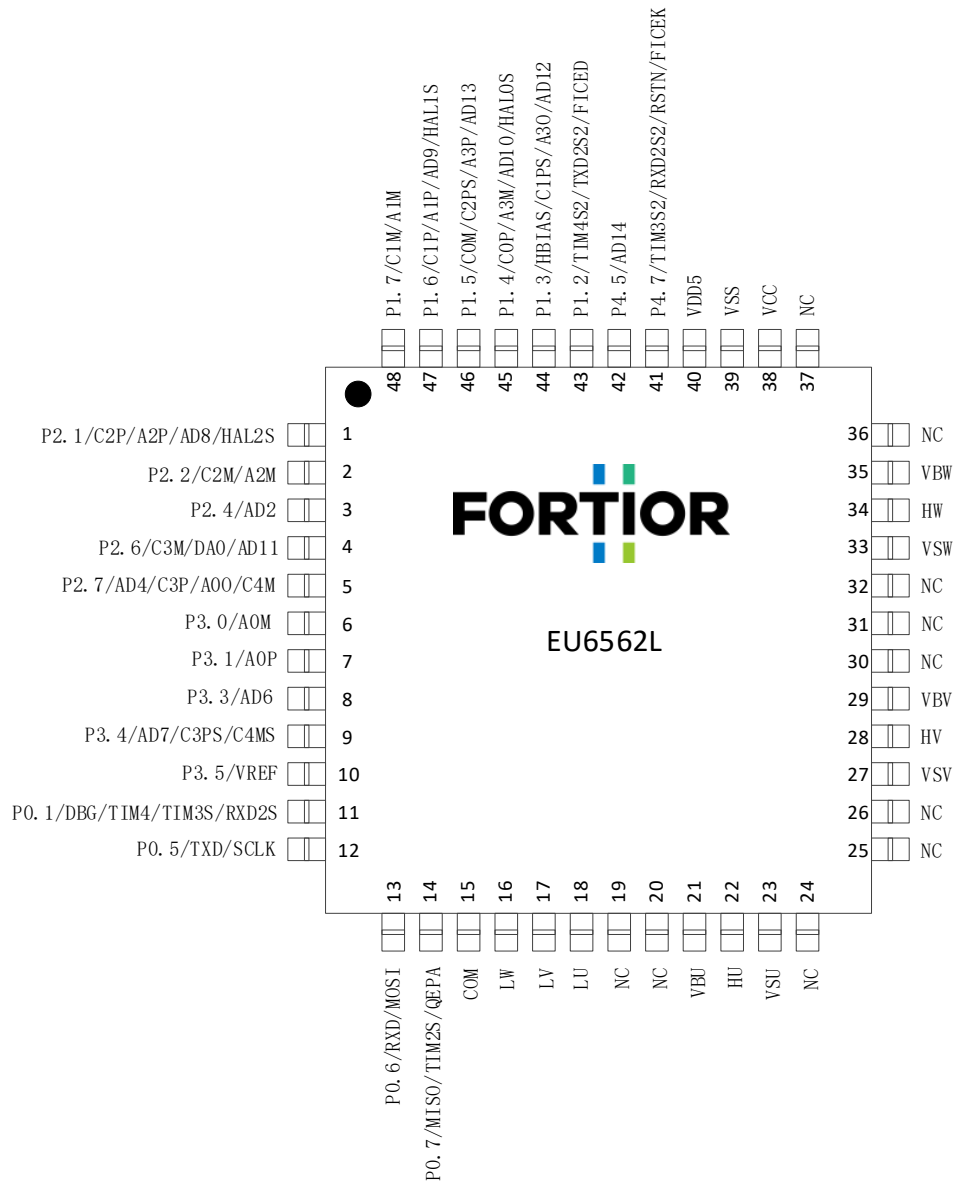 P1.7/C1M/A1M
P1.6/C1P/A1P/AD9/HAL1S
P1.5/C0M/C2PS/A3P/AD13
P1.4/C0P/A3M/AD10/HAL0S
P1.3/HBIAS/C1PS/A3O/AD12
P1.2/TIM4S2/TXD2S2/FICED
P4.5/AD14
P4.7/TIM3S2/RXD2S2/RSTN/FICEK
VDD5
VSS
VCC
NC
48
47
46
45
44
43
42
41
40
39
38
37
P2.1/C2P/A2P/AD8/HAL2S 1
P2.2/C2M/A2M 2
P2.4/AD2 3
P2.6/C3M/DA0/AD11 4
P2.7/AD4/C3P/A0O/C4M 5
P3.0/A0M 6
P3.1/A0P 7
P3.3/AD6 8
P3.4/AD7/C3PS/C4MS 9
P3.5/VREF 10
P0.1/DBG/TIM4/TIM3S/RXD2S 11
P0.5/TXD/SCLK 12
FORTIOR
EU6562L
36 NC
35 VBW
34 HW
33 VSW
32 NC
31 NC
30 NC
29 VBV
28 HV
27 VSV
26 NC
25 NC
13
14
15
16
17
18
19
20
21
22
23
24
P0.6/RXD/MOSI
P0.7/MISO/TIM2S/QEPA
COM
LW
LV
LU
NC
NC
VBU
HU
VSU
NC